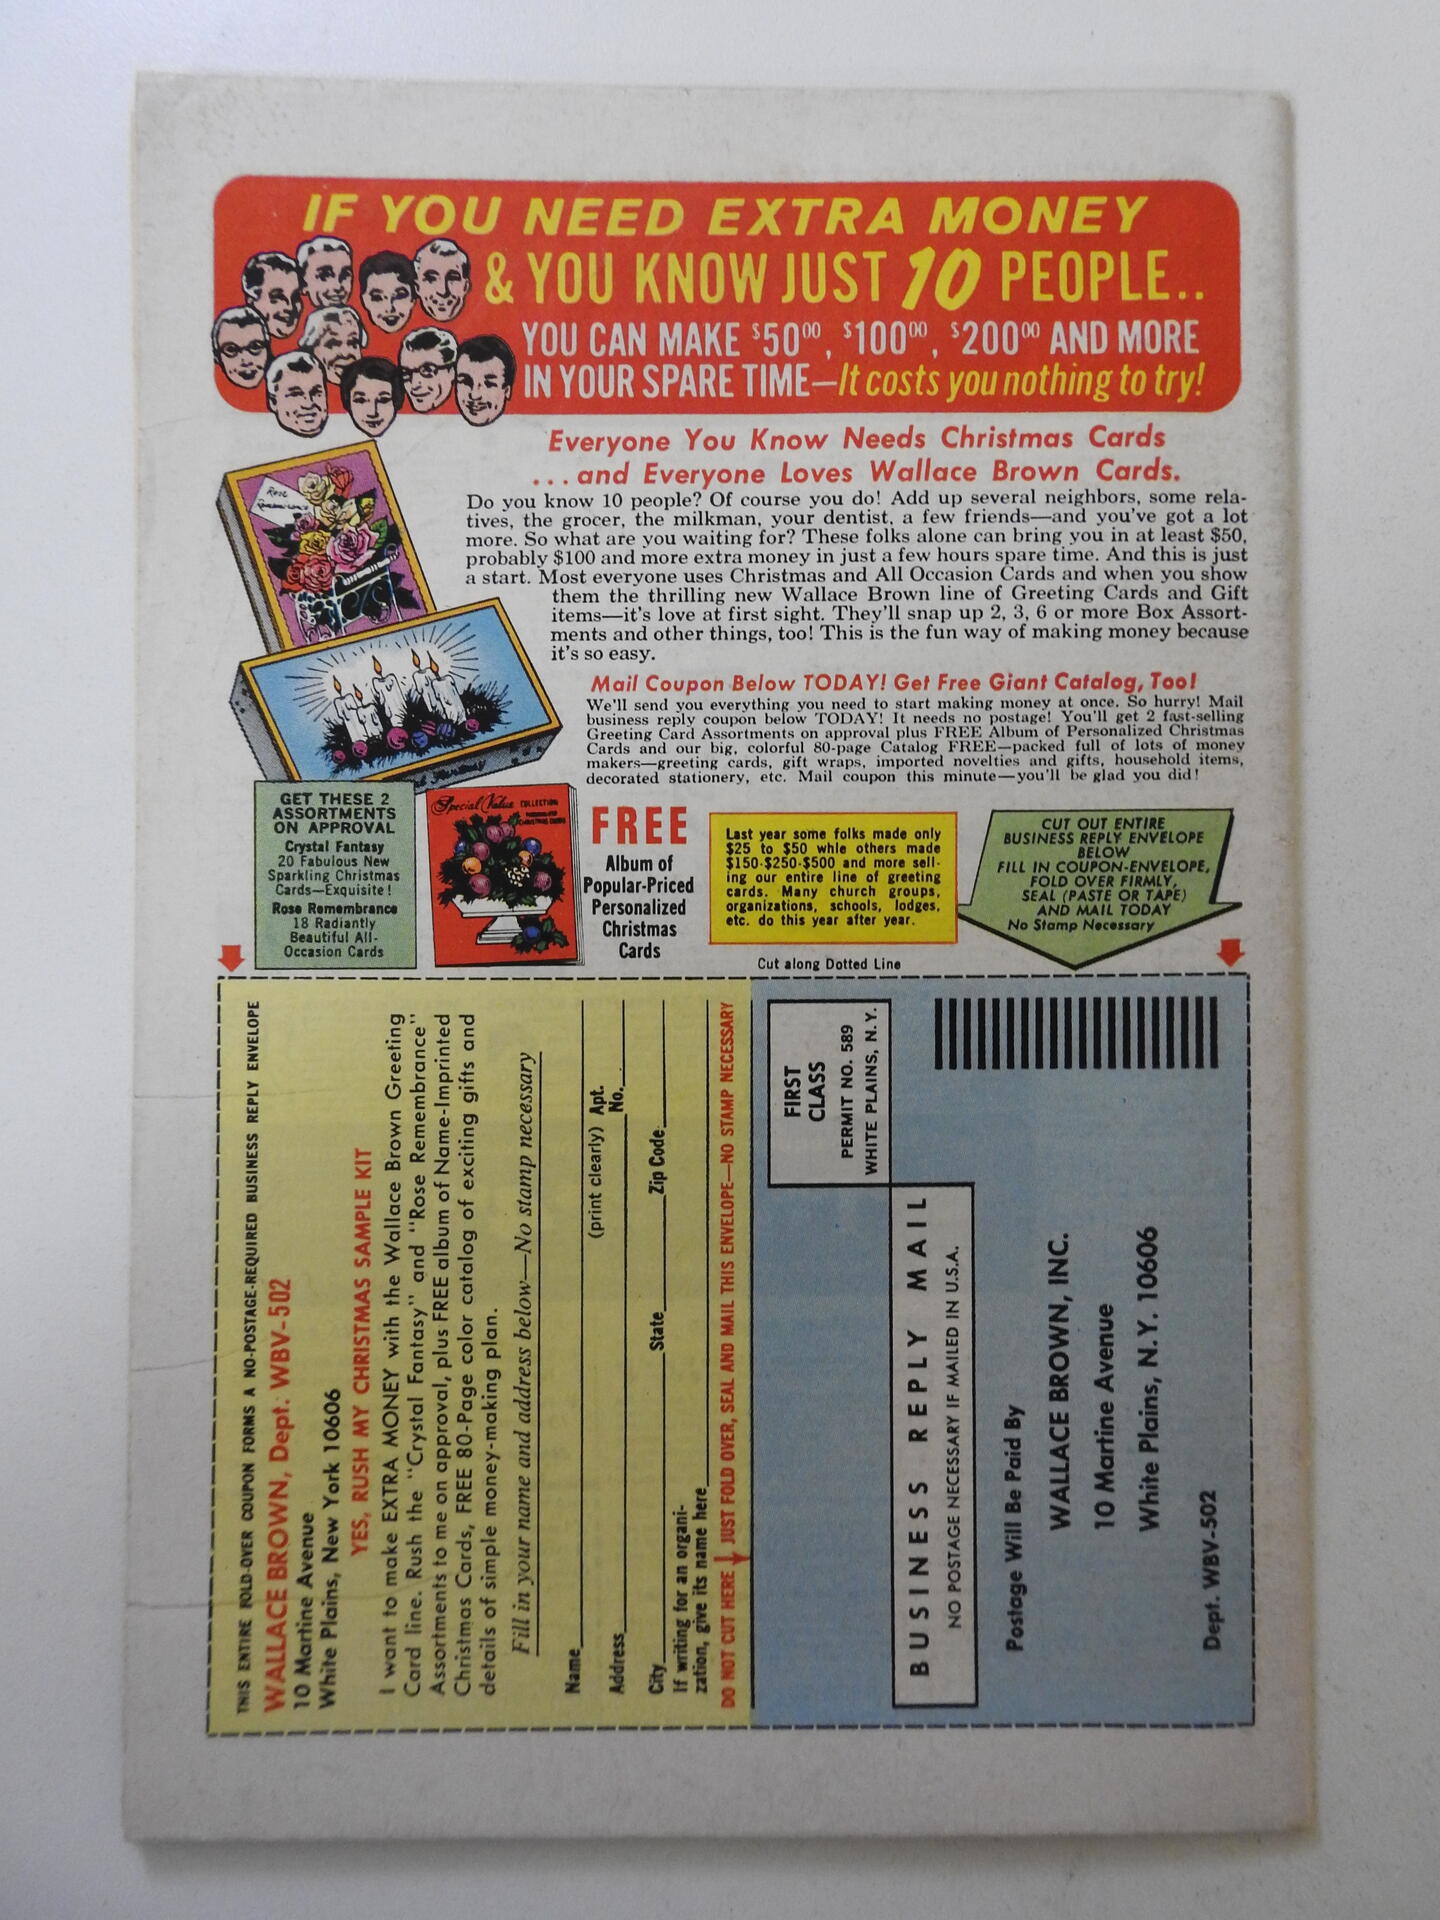 IF YOU NEED EXTRA MONEY
& YOU KNOW JUST 10 PEOPLE..
YOU CAN MAKE $50⁰⁰, $100⁰⁰, $200⁰⁰ AND MORE
IN YOUR SPARE TIME—It costs you nothing to try!
Everyone You Know Needs Christmas Cards
...and Everyone Loves Wallace Brown Cards.
Do you know 10 people? Of course you do! Add up several neighbors, some rela-
tives, the grocer, the milkman, your dentist, a few friends—and you've got a lot
more. So what are you waiting for? These folks alone can bring you in at least $50,
probably $100 and more extra money in just a few hours spare time. And this is just
a start. Most everyone uses Christmas and All Occasion Cards and when you show
them the thrilling new Wallace Brown line of Greeting Cards and Gift
items—it's love at first sight. They'll snap up 2, 3, 6 or more Box Assort-
ments and other things, too! This is the fun way of making money because
it's so easy.
Rose
Mail Coupon Below TODAY! Get Free Giant Catalog, Too!
We'll send you everything you need to start making money at once. So hurry! Mail
business reply coupon below TODAY! It needs no postage! You'll get 2 fast-selling
Greeting Card Assortments on approval plus FREE Album of Personalized Christmas
Cards and our big, colorful 80-page Catalog FREE—packed full of lots of money
makers—greeting cards, gift wraps, imported novelties and gifts, household items,
decorated stationery, etc. Mail coupon this minute—you'll be glad you did!
GET THESE 2
ASSORTMENTS
ON APPROVAL
Crystal Fantasy
20 Fabulous New
Sparkling Christmas
Cards—Exquisite!
Rose Remembrance
18 Radiantly
Beautiful All-
Occasion Cards
Special Value COLLECTION
FREE
Album of
Popular-Priced
Personalized
Christmas
Cards
Last year some folks made only
$25 to $50 whle others made
$150-$250-$500 and more sell-
ing our entire line of greeting
cards. Many church groups,
organizations, schools, lodges,
etc. do this year after year.
CUT OUT ENTIRE
BUSINESS REPLY ENVELOPE
BELOW
FILL IN COUPON-ENVELOPE,
FOLD OVER FIRMLY,
SEAL (PASTE OR TAPE)
AND MAIL TODAY
No Stamp Necessary
Cut along Dotted Line
THIS ENTIRE FOLD-OVER COUPON FORMS A NO-POSTAGE-REQUIRED BUSINESS REPLY ENVELOPE
WALLACE BROWN, Dept. WBV-502
10 Martine Avenue
White Plains, New York 10606
YES, RUSH MY CHRISTMAS SAMPLE KIT
I want to make EXTRA MONEY with the Wallace Brown Greeting
Card line. Rush the "Crystal Fantasy" and "Rose Remembrance"
Assortments to me on approval, plus FREE album of Name-Imprinted
Christmas Cards, FREE 80-Page color catalog of exciting gifts and
details of simple money-making plan.
Fill in your name and address below—No stamp necessary
Name
(print clearly)
Address Apt. No.
City State Zip Code
If writing for an organi-
zation, give its name here
DO NOT CUT HERE JUST FOLD OVER, SEAL AND MAIL THIS ENVELOPE—NO STAMP NECESSARY
FIRST
CLASS
PERMIT NO. 589
WHITE PLAINS, N.Y.
BUSINESS REPLY MAIL
NO POSTAGE NECESSARY IF MAILED IN U.S.A.
Postage Will Be Paid By
WALLACE BROWN, INC.
10 Martine Avenue
White Plains, N.Y. 10606
Dept. WBV-502